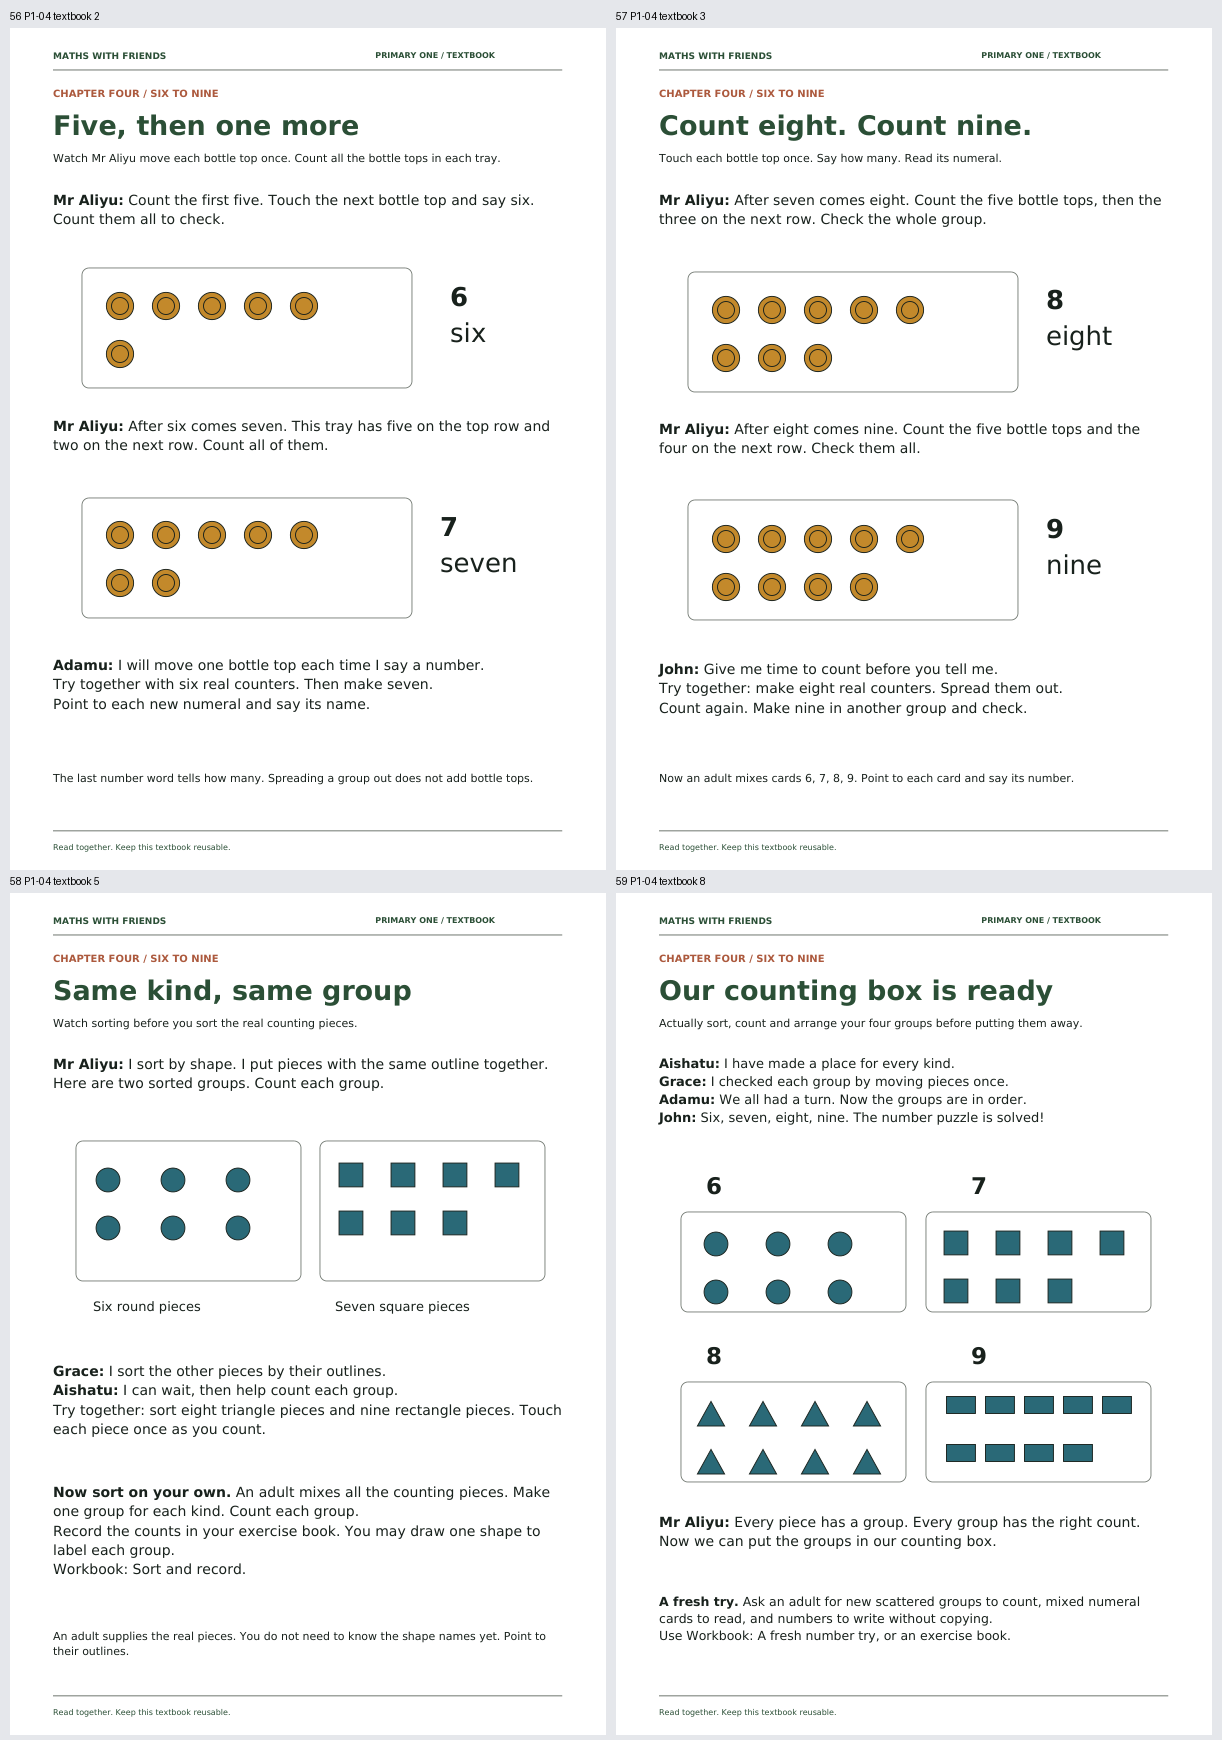 56 P1-04 textbook 2
MATHS WITH FRIENDS
PRIMARY ONE / TEXTBOOK
CHAPTER FOUR / SIX TO NINE
Five, then one more
Watch Mr Aliyu move each bottle top once. Count all the bottle tops in each tray.
Mr Aliyu: Count the first five. Touch the next bottle top and say six.
Count them all to check.
6
six
Mr Aliyu: After six comes seven. This tray has five on the top row and
two on the next row. Count all of them.
7
seven
Adamu: I will move one bottle top each time I say a number.
Try together with six real counters. Then make seven.
Point to each new numeral and say its name.
The last number word tells how many. Spreading a group out does not add bottle tops.
Read together. Keep this textbook reusable.
57 P1-04 textbook 3
MATHS WITH FRIENDS
PRIMARY ONE / TEXTBOOK
CHAPTER FOUR / SIX TO NINE
Count eight. Count nine.
Touch each bottle top once. Say how many. Read its numeral.
Mr Aliyu: After seven comes eight. Count the five bottle tops, then the
three on the next row. Check the whole group.
8
eight
Mr Aliyu: After eight comes nine. Count the five bottle tops and the
four on the next row. Check them all.
9
nine
John: Give me time to count before you tell me.
Try together: make eight real counters. Spread them out.
Count again. Make nine in another group and check.
Now an adult mixes cards 6, 7, 8, 9. Point to each card and say its number.
Read together. Keep this textbook reusable.
58 P1-04 textbook 5
MATHS WITH FRIENDS
PRIMARY ONE / TEXTBOOK
CHAPTER FOUR / SIX TO NINE
Same kind, same group
Watch sorting before you sort the real counting pieces.
Mr Aliyu: I sort by shape. I put pieces with the same outline together.
Here are two sorted groups. Count each group.
Six round pieces
Seven square pieces
Grace: I sort the other pieces by their outlines.
Aishatu: I can wait, then help count each group.
Try together: sort eight triangle pieces and nine rectangle pieces. Touch
each piece once as you count.
Now sort on your own. An adult mixes all the counting pieces. Make
one group for each kind. Count each group.
Record the counts in your exercise book. You may draw one shape to
label each group.
Workbook: Sort and record.
An adult supplies the real pieces. You do not need to know the shape names yet. Point to
their outlines.
Read together. Keep this textbook reusable.
59 P1-04 textbook 8
MATHS WITH FRIENDS
PRIMARY ONE / TEXTBOOK
CHAPTER FOUR / SIX TO NINE
Our counting box is ready
Actually sort, count and arrange your four groups before putting them away.
Aishatu: I have made a place for every kind.
Grace: I checked each group by moving pieces once.
Adamu: We all had a turn. Now the groups are in order.
John: Six, seven, eight, nine. The number puzzle is solved!
6
7
8
9
Mr Aliyu: Every piece has a group. Every group has the right count.
Now we can put the groups in our counting box.
A fresh try. Ask an adult for new scattered groups to count, mixed numeral
cards to read, and numbers to write without copying.
Use Workbook: A fresh number try, or an exercise book.
Read together. Keep this textbook reusable.